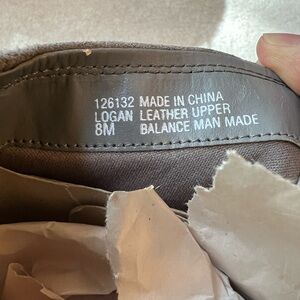 126132 MADE IN CHINA
LOGAN LEATHER UPPER
8M BALANCE MAN MADE